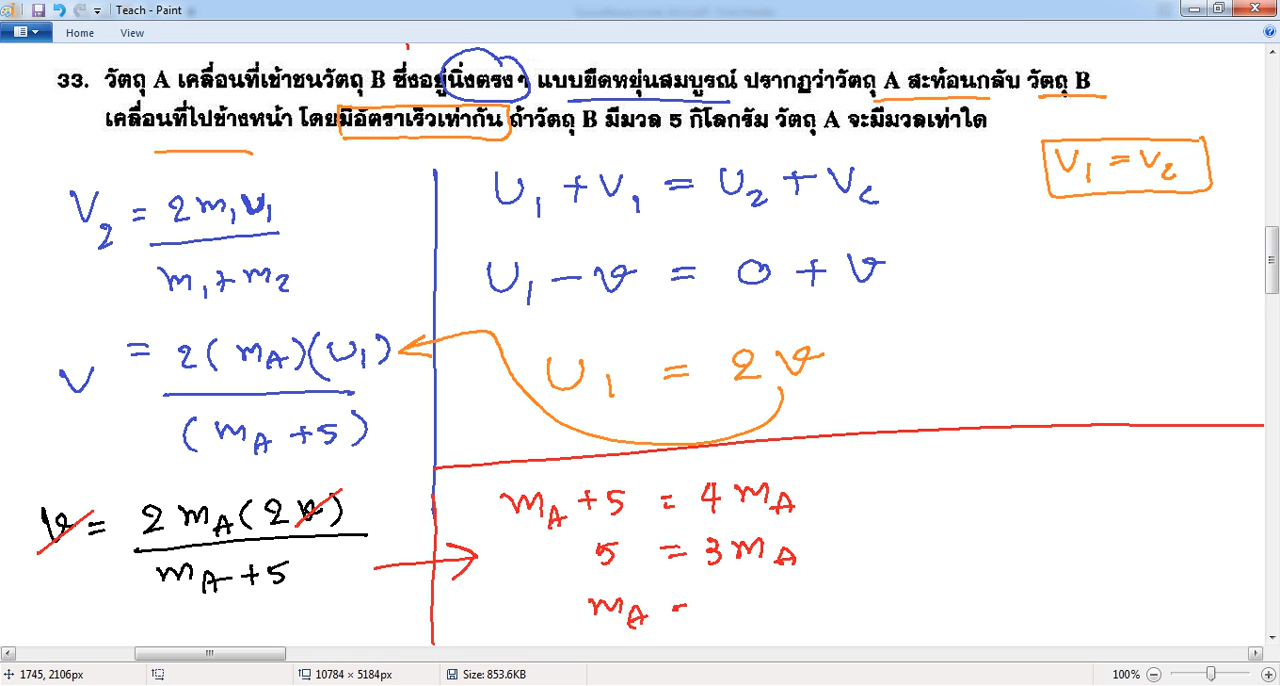 Teach - Paint
Home View
33. วัตถุ A เคลื่อนที่เข้าชนวัตถุ B ซึ่งอยู่นิ่งตรงๆ แบบยืดหยุ่นสมบูรณ์ ปรากฏว่าวัตถุ A สะท้อนกลับ วัตถุ B
เคลื่อนที่ไปข้างหน้า โดยมีอัตราเร็วเท่ากัน ถ้าวัตถุ B มีมวล 5 กิโลกรัม วัตถุ A จะมีมวลเท่าใด
V₁ = V₂
V₂ = 2m₁U₁
m₁ + m₂
V = 2(mA)(U₁)
(mA + 5)
v = 2mA(2v)
mA + 5
U₁ + V₁ = U₂ + V₂
U₁ - v = 0 + v
U₁ = 2v
mA + 5 = 4mA
5 = 3mA
mA -
1745, 2106px 10784 × 5184px Size: 853.6KB 100%